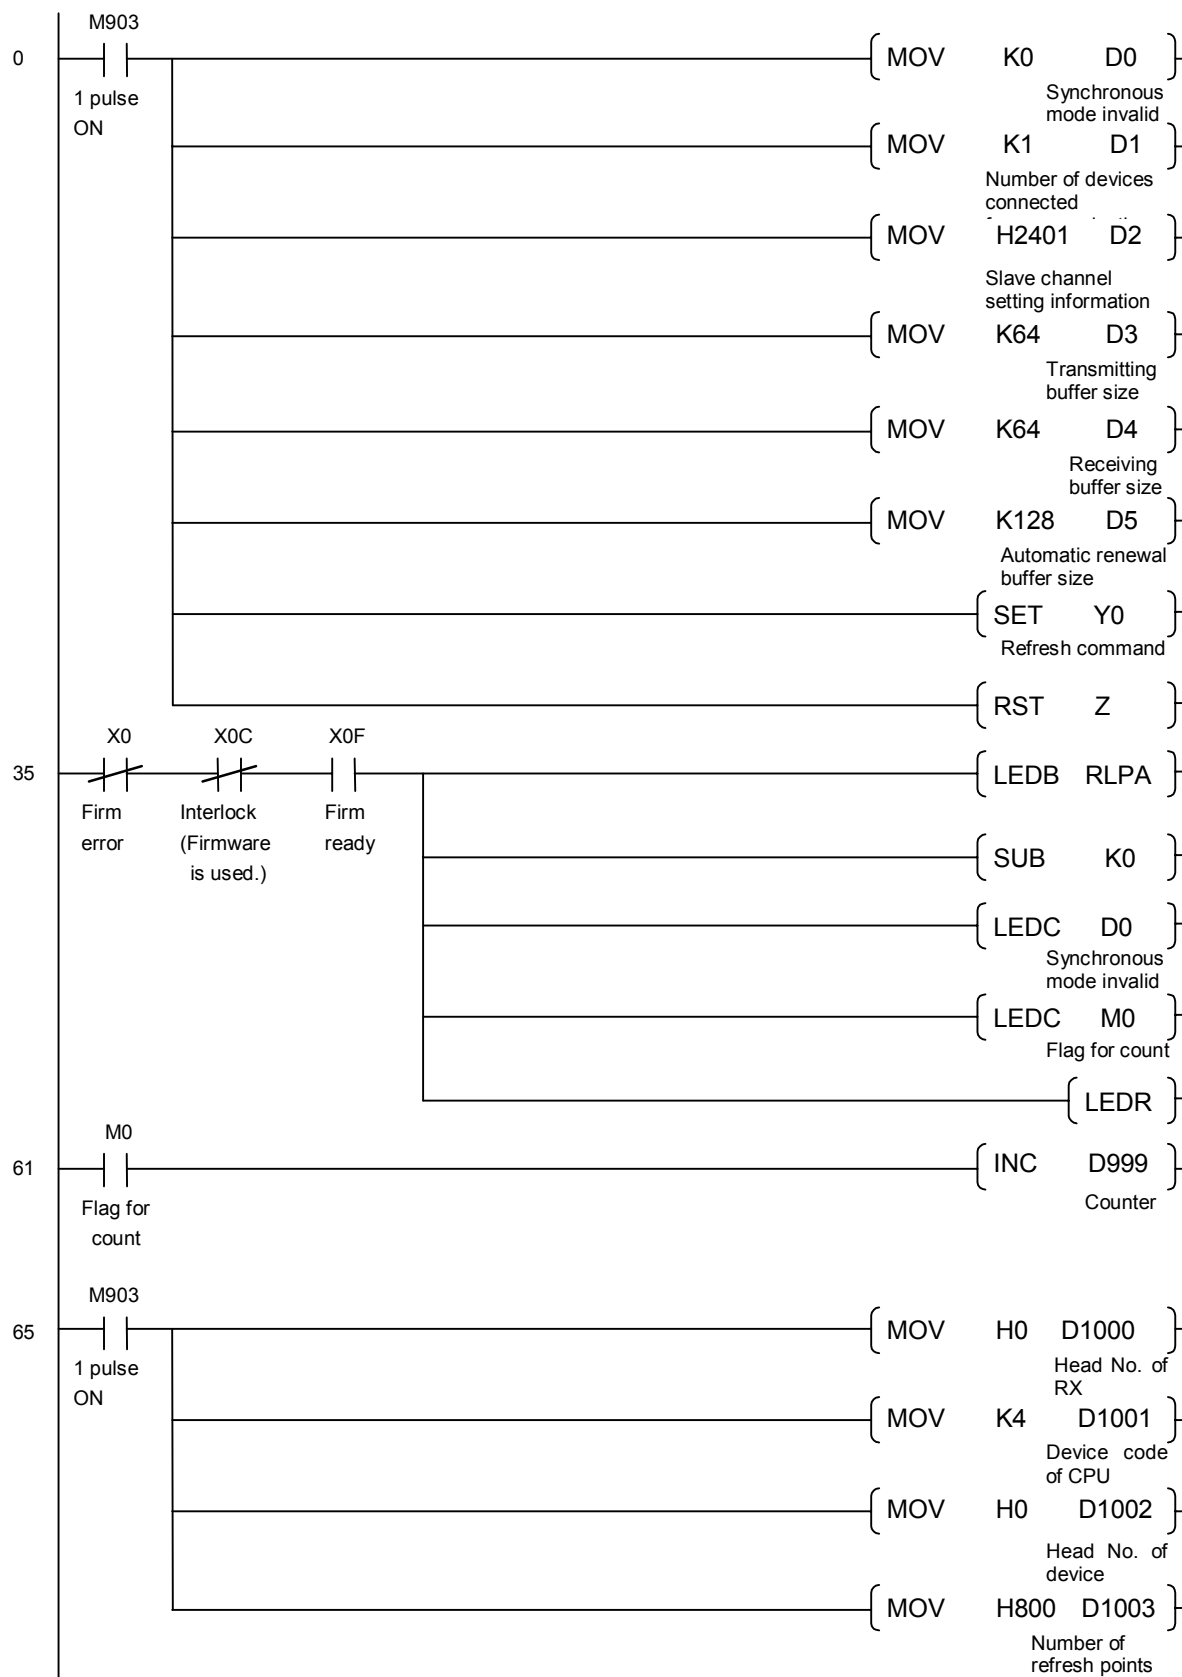 M903
0
MOV K0 D0
1 pulse
ON
Synchronous
mode invalid
MOV K1 D1
Number of devices
connected
MOV H2401 D2
Slave channel
setting information
MOV K64 D3
Transmitting
buffer size
MOV K64 D4
Receiving
buffer size
MOV K128 D5
Automatic renewal
buffer size
SET Y0
Refresh command
RST Z
X0 X0C X0F
35
LEDB RLPA
Firm
error
Interlock
(Firmware
is used.)
Firm
ready
SUB K0
LEDC D0
Synchronous
mode invalid
LEDC M0
Flag for count
LEDR
M0
61
INC D999
Flag for
count
Counter
M903
65
MOV H0 D1000
1 pulse
ON
Head No. of
RX
MOV K4 D1001
Device code
of CPU
MOV H0 D1002
Head No. of
device
MOV H800 D1003
Number of
refresh points